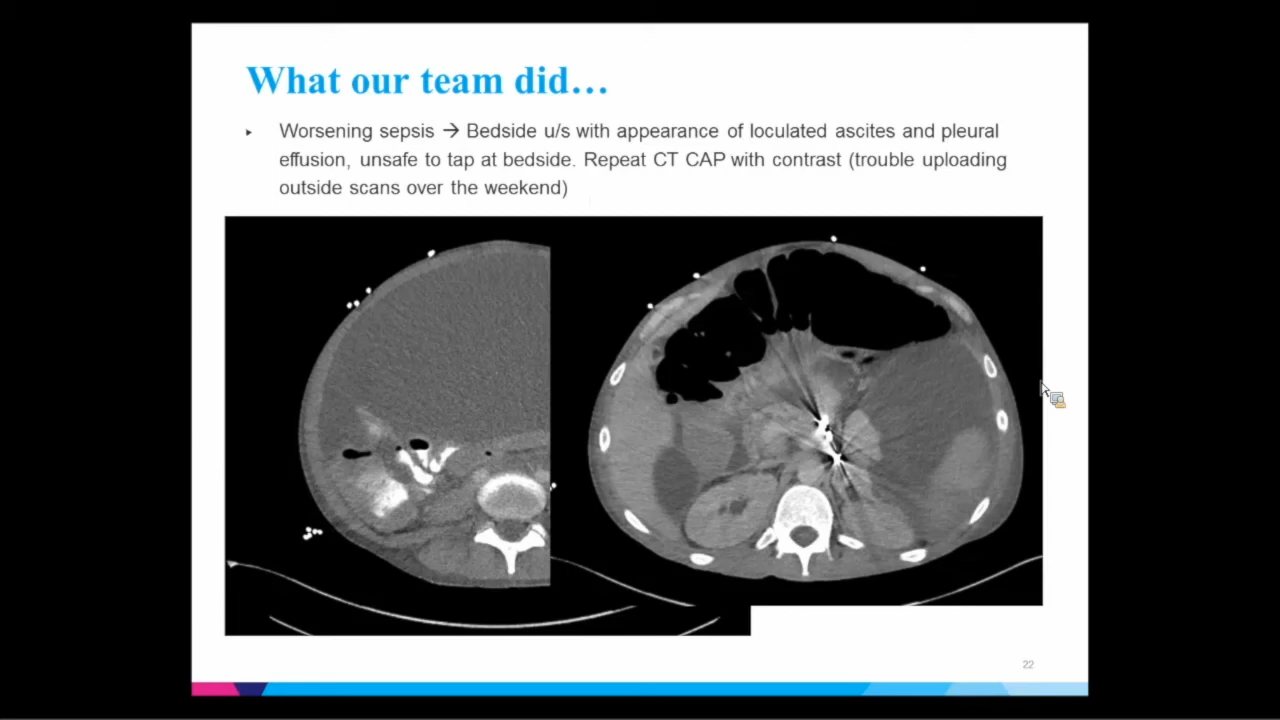 What our team did…
▸ Worsening sepsis → Bedside u/s with appearance of loculated ascites and pleural
effusion, unsafe to tap at bedside. Repeat CT CAP with contrast (trouble uploading
outside scans over the weekend)
22